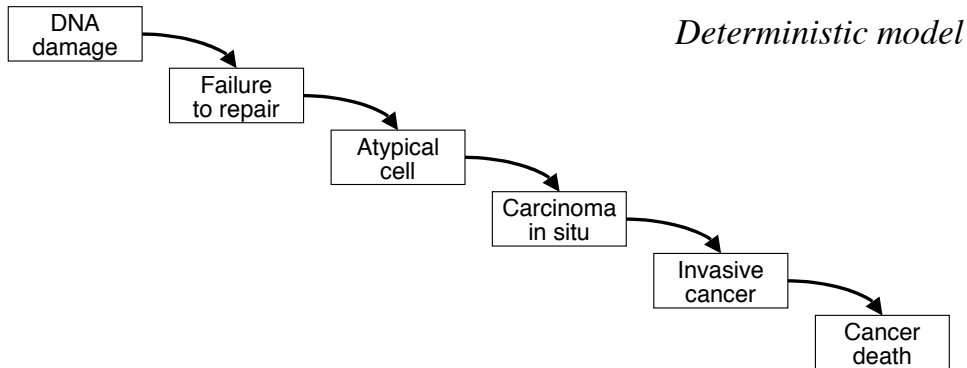 DNA
damage
Deterministic model
Failure
to repair
Atypical
cell
Carcinoma
in situ
Invasive
cancer
Cancer
death